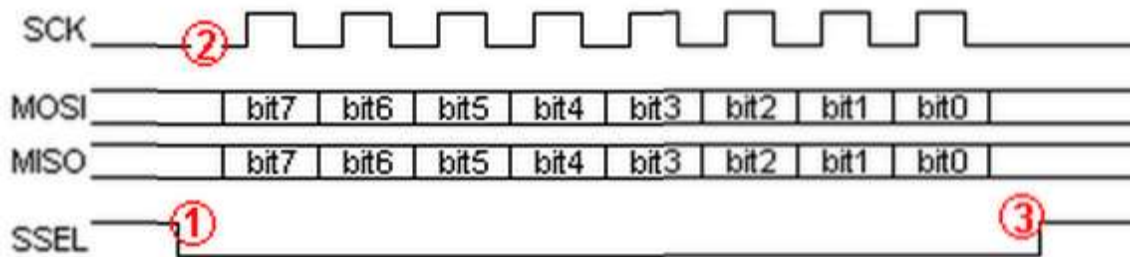 SCK ②
MOSI bit7 bit6 bit5 bit4 bit3 bit2 bit1 bit0
MISO bit7 bit6 bit5 bit4 bit3 bit2 bit1 bit0
SSEL ① ③